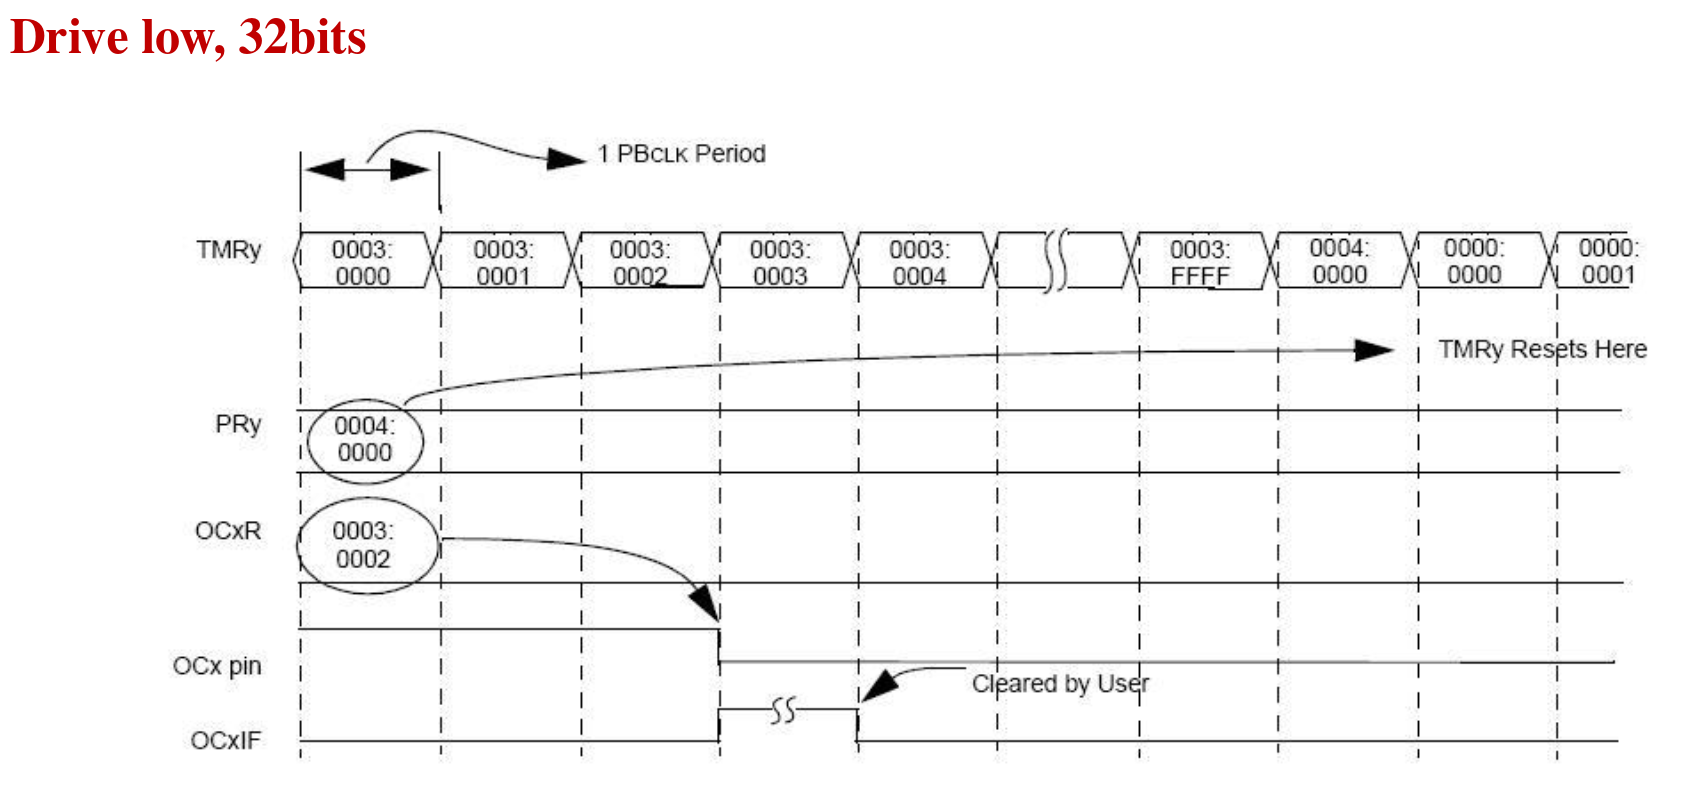 Drive low, 32bits
1 PBCLK Period
TMRy
0003:
0000
0003:
0001
0003:
0002
0003:
0003
0003:
0004
0003:
FFFF
0004:
0000
0000:
0000
0000:
0001
TMRy Resets Here
PRy
0004:
0000
OCxR
0003:
0002
OCx pin
Cleared by User
OCxIF